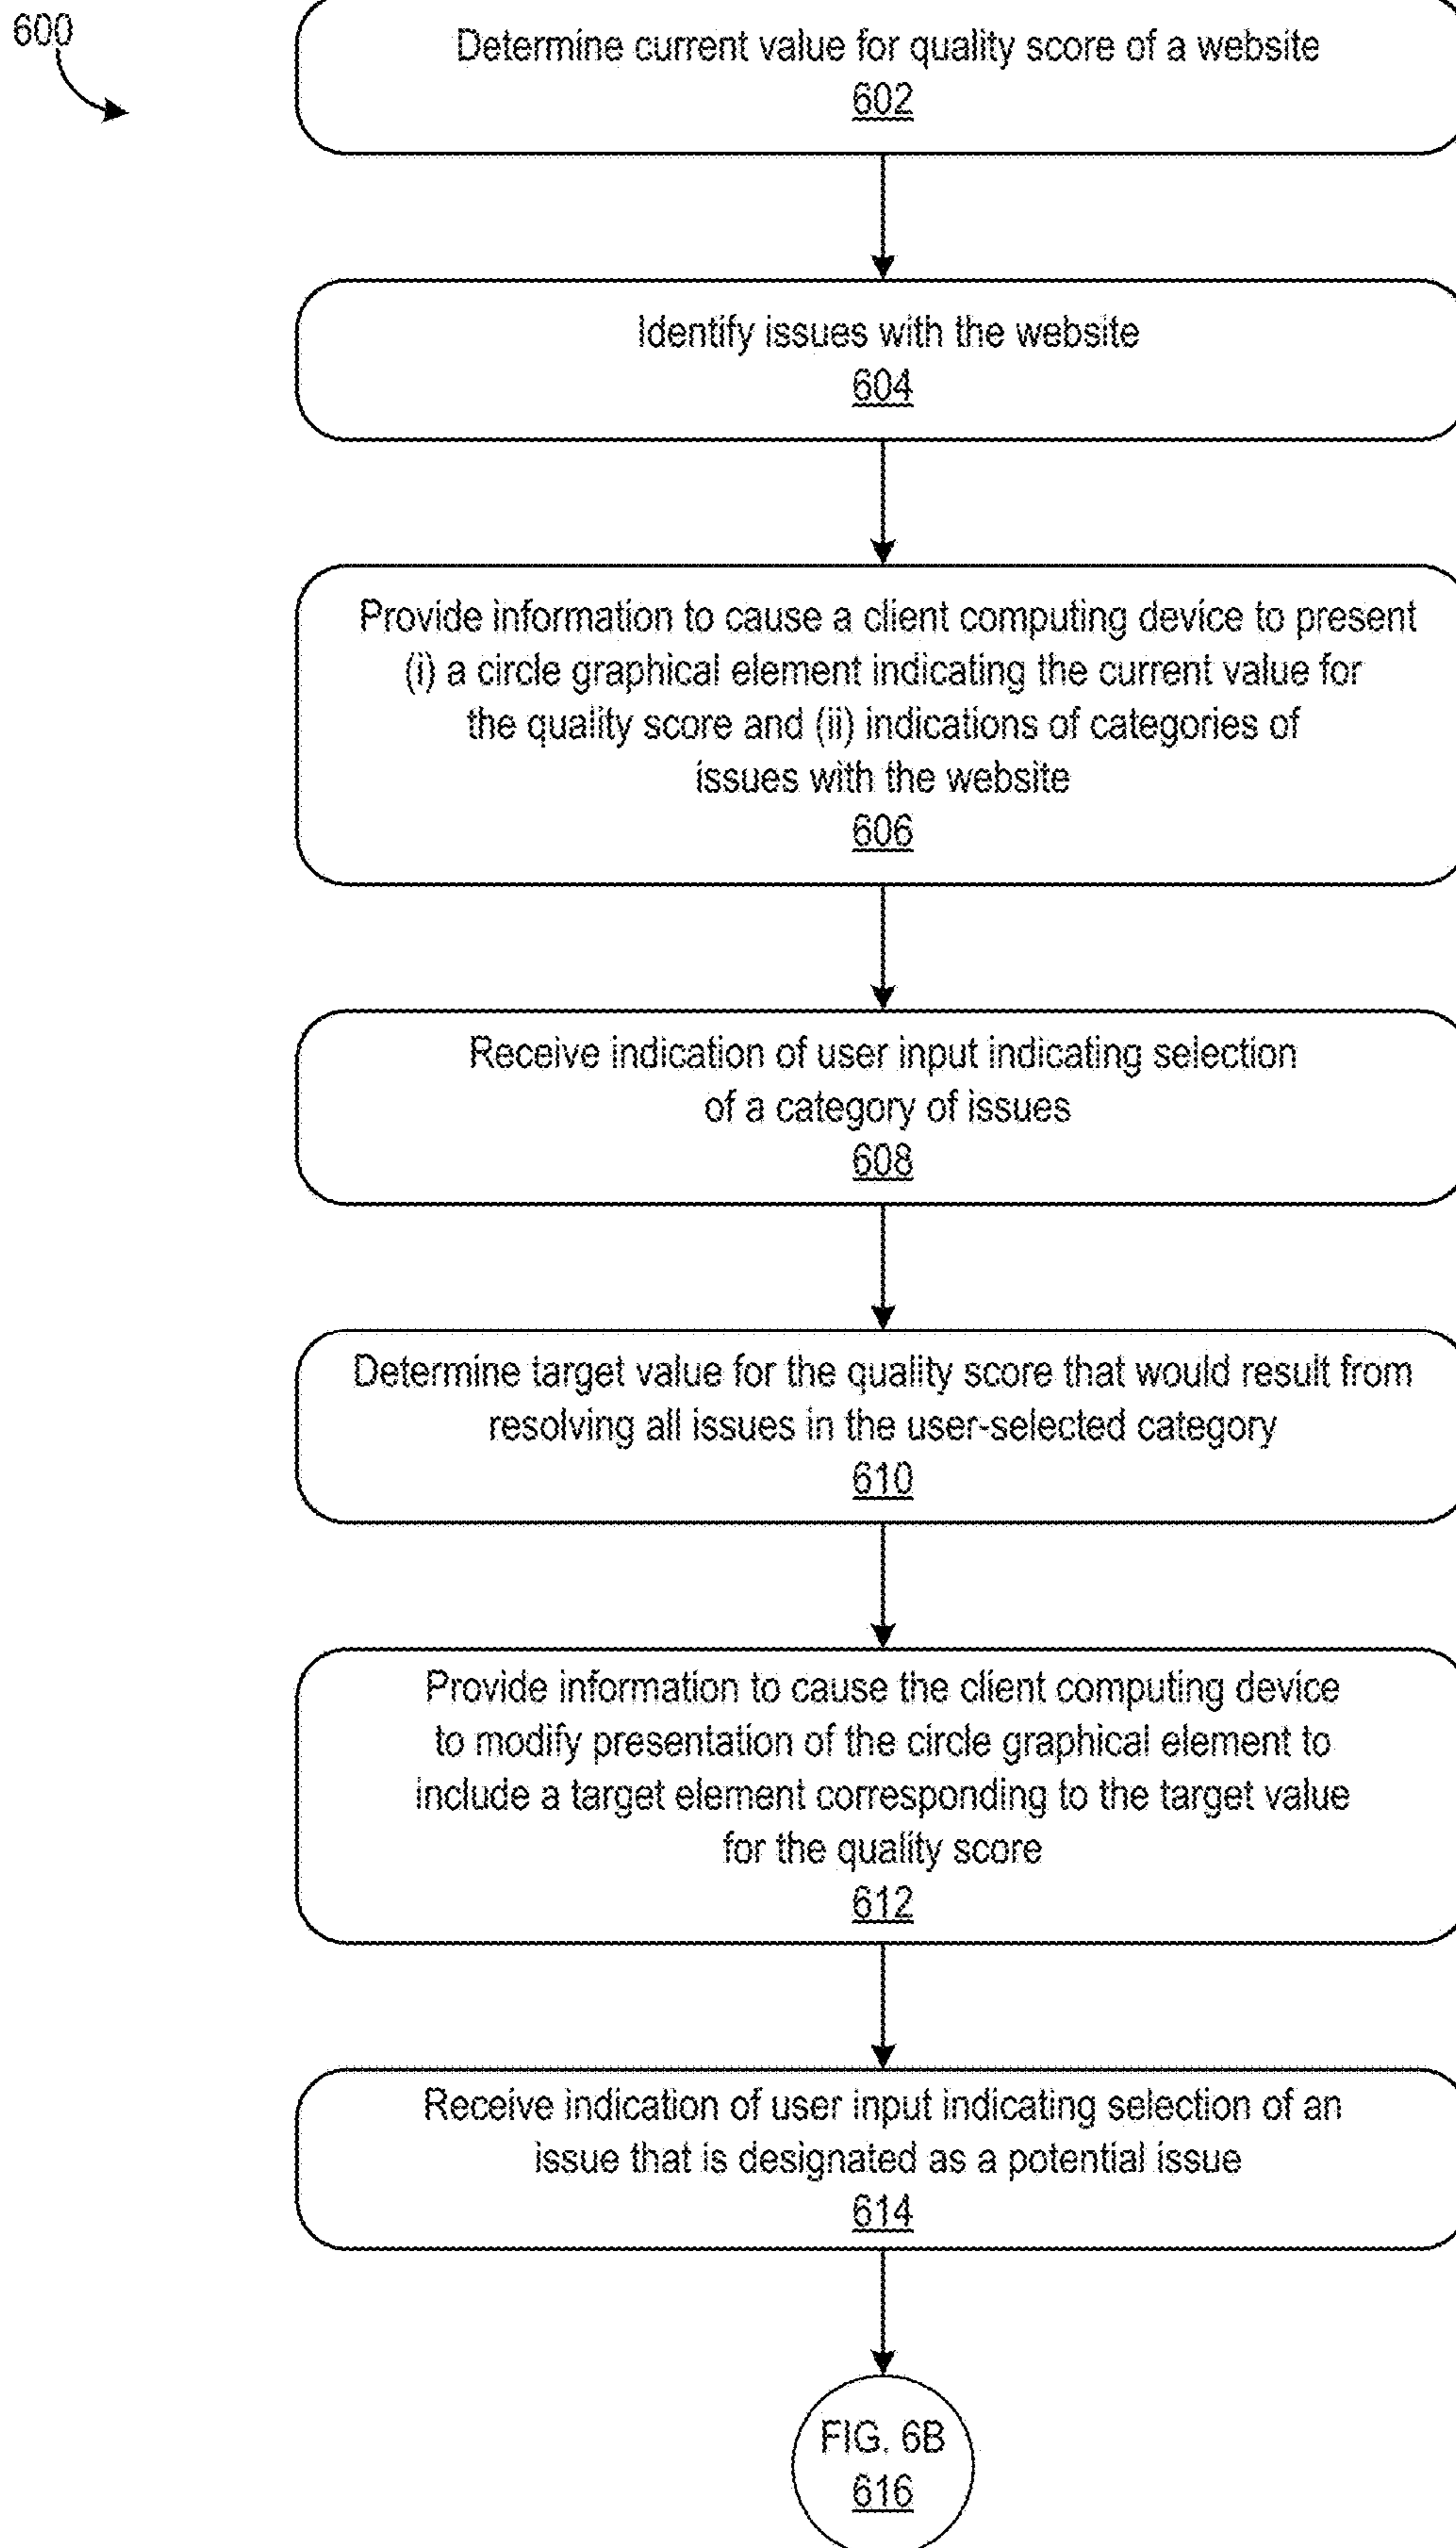 600
Determine current value for quality score of a website
602
Identify issues with the website
604
Provide information to cause a client computing device to present
(i) a circle graphical element indicating the current value for
the quality score and (ii) indications of categories of
issues with the website
606
Receive indication of user input indicating selection
of a category of issues
608
Determine target value for the quality score that would result from
resolving all issues in the user-selected category
610
Provide information to cause the client computing device
to modify presentation of the circle graphical element to
include a target element corresponding to the target value
for the quality score
612
Receive indication of user input indicating selection of an
issue that is designated as a potential issue
614
FIG. 6B
616